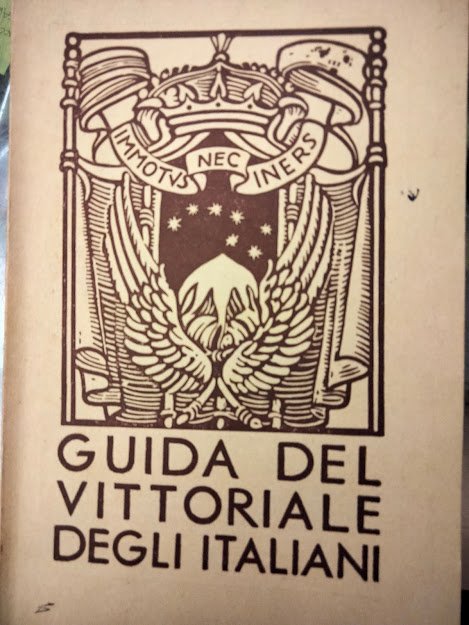 IMMOTVS NEC INERS
GUIDA DEL
VITTORIALE
DEGLI ITALIANI